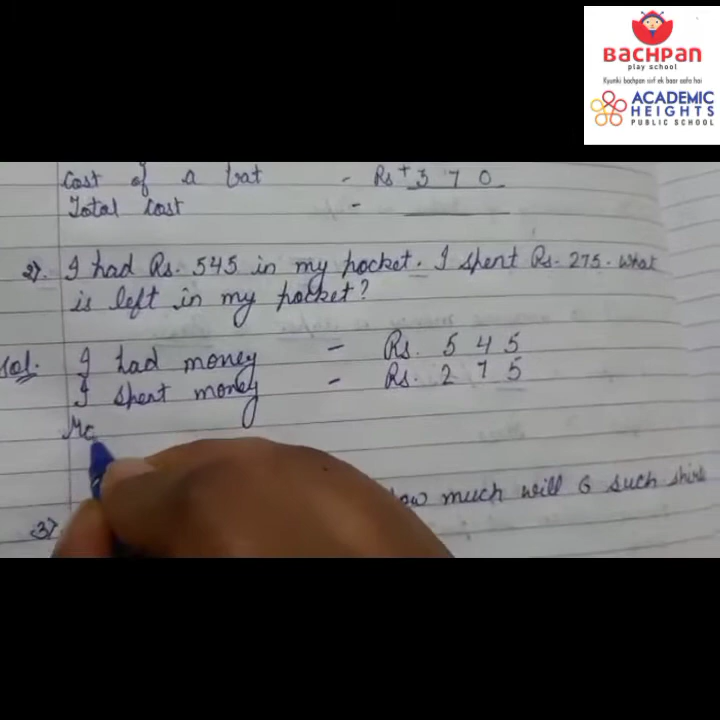 BACHPAN
play school
Kyunki bachpan sirf ek baar aata hai
ACADEMIC
HEIGHTS
PUBLIC SCHOOL
Cost of a bat - Rs + 3 7 0
Total cost -
2). I had Rs. 545 in my pocket. I spent Rs. 275. What
is left in my pocket?
Sol. I had money - Rs. 5 4 5
I spent money - Rs. 2 7 5
Mo
3) how much will 6 such shirt